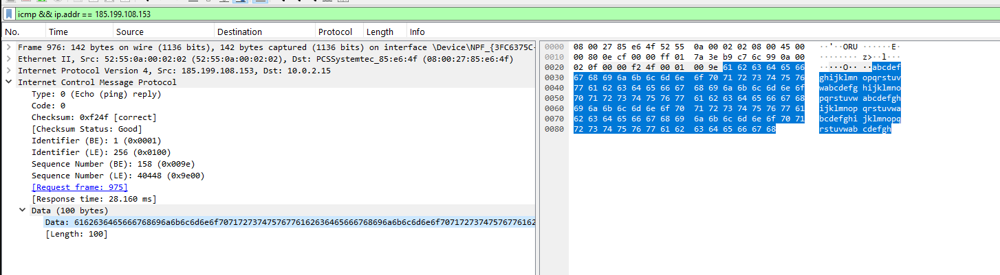 icmp && ip.addr == 185.199.108.153
No. Time Source Destination Protocol Length Info
Frame 976: 142 bytes on wire (1136 bits), 142 bytes captured (1136 bits) on interface \Device\NPF_{3FC6375C-
Ethernet II, Src: 52:55:0a:00:02:02 (52:55:0a:00:02:02), Dst: PCSSystemtec_85:e6:4f (08:00:27:85:e6:4f)
Internet Protocol Version 4, Src: 185.199.108.153, Dst: 10.0.2.15
Internet Control Message Protocol
Type: 0 (Echo (ping) reply)
Code: 0
Checksum: 0xf24f [correct]
[Checksum Status: Good]
Identifier (BE): 1 (0x0001)
Identifier (LE): 256 (0x0100)
Sequence Number (BE): 158 (0x009e)
Sequence Number (LE): 40448 (0x9e00)
[Request frame: 975]
[Response time: 28.160 ms]
Data (100 bytes)
Data: 6162636465666768696a6b6c6d6e6f70717273747576776162636465666768696a6b6c6d6e6f7071727374757677616​2
[Length: 100]
0000 08 00 27 85 e6 4f 52 55 0a 00 02 02 08 00 45 00 ··'··ORU ······E·
0010 00 80 0e cf 00 00 ff 01 7a 3e b9 c7 6c 99 0a 00 ········ z>··l···
0020 02 0f 00 00 f2 4f 00 01 00 9e 61 62 63 64 65 66 ·····O·· ··abcdef
0030 67 68 69 6a 6b 6c 6d 6e 6f 70 71 72 73 74 75 76 ghijklmn opqrstuv
0040 77 61 62 63 64 65 66 67 68 69 6a 6b 6c 6d 6e 6f wabcdefg hijklmno
0050 70 71 72 73 74 75 76 77 61 62 63 64 65 66 67 68 pqrstuvw abcdefgh
0060 69 6a 6b 6c 6d 6e 6f 70 71 72 73 74 75 76 77 61 ijklmnop qrstuvwa
0070 62 63 64 65 66 67 68 69 6a 6b 6c 6d 6e 6f 70 71 bcdefghi jklmnopq
0080 72 73 74 75 76 77 61 62 63 64 65 66 67 68 rstuvwab cdefgh